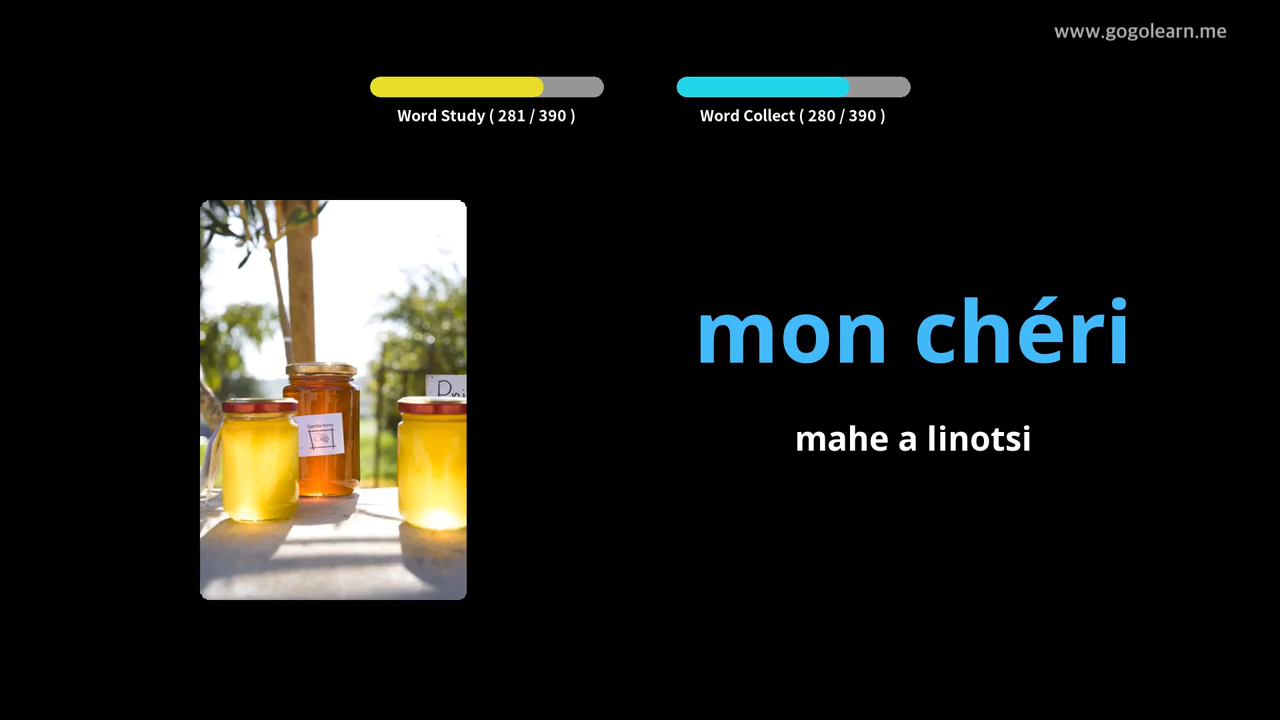 www.gogolearn.me
Word Study ( 281 / 390 )
Word Collect ( 280 / 390 )
mon chéri
mahe a linotsi